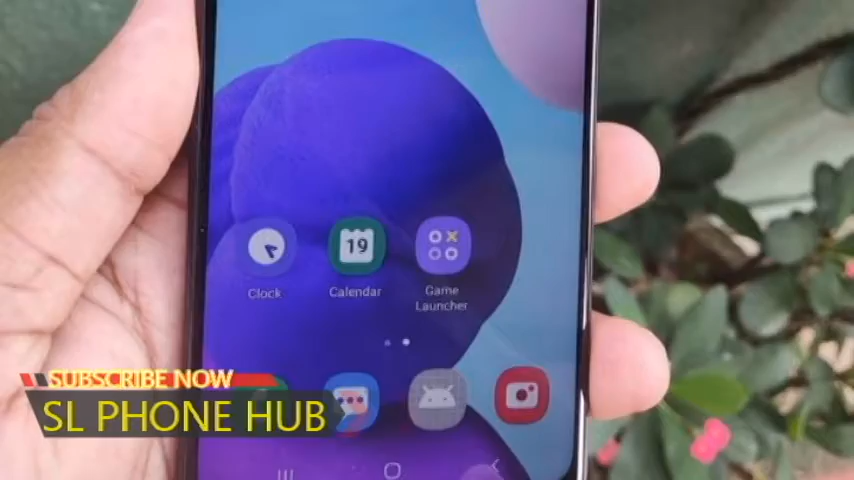 19
Clock
Calendar
Game
Launcher
SUBSCRIBE NOW
SL PHONE HUB